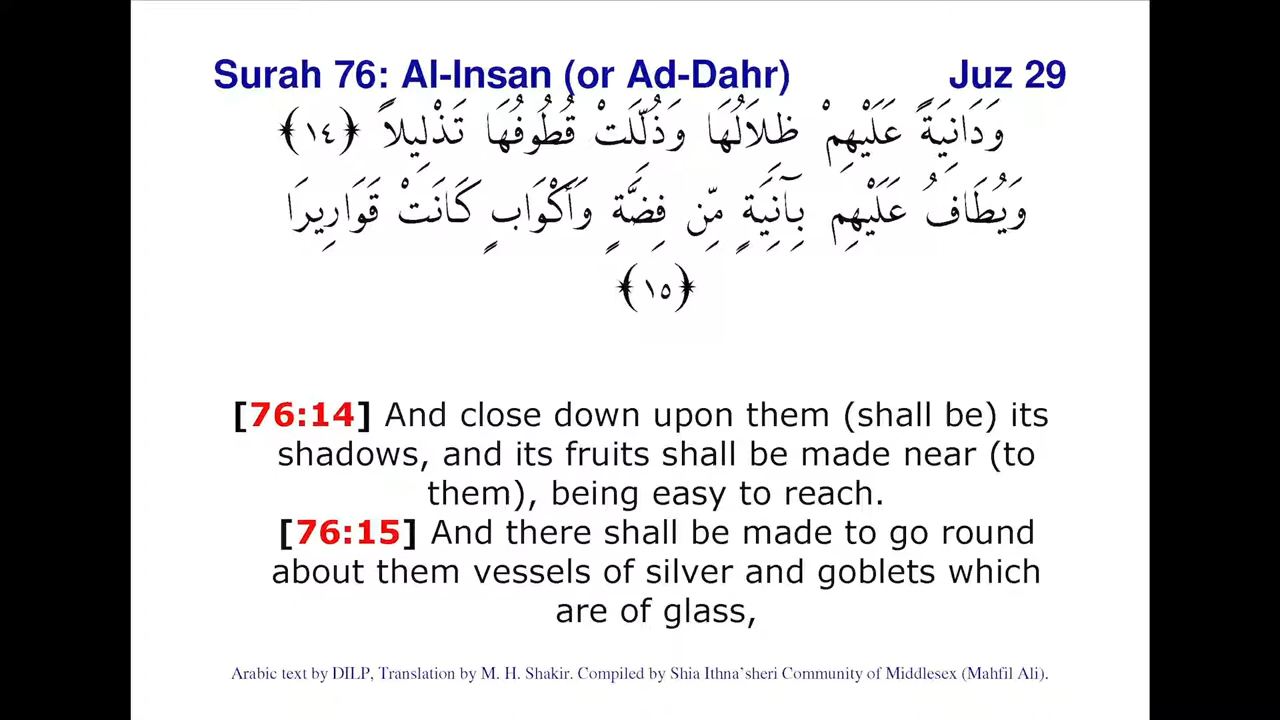 Surah 76: Al-Insan (or Ad-Dahr) Juz 29
وَدَانِيَةً عَلَيْهِمْ ظِلَالُهَا وَذُلِّلَتْ قُطُوفُهَا تَذْلِيلاً ﴿١٤﴾
وَيُطَافُ عَلَيْهِم بِآنِيَةٍ مِّن فِضَّةٍ وَأَكْوَابٍ كَانَتْ قَوَارِيرَا
﴿١٥﴾
[76:14] And close down upon them (shall be) its
shadows, and its fruits shall be made near (to
them), being easy to reach.
[76:15] And there shall be made to go round
about them vessels of silver and goblets which
are of glass,
Arabic text by DILP, Translation by M. H. Shakir. Compiled by Shia Ithna’sheri Community of Middlesex (Mahfil Ali).